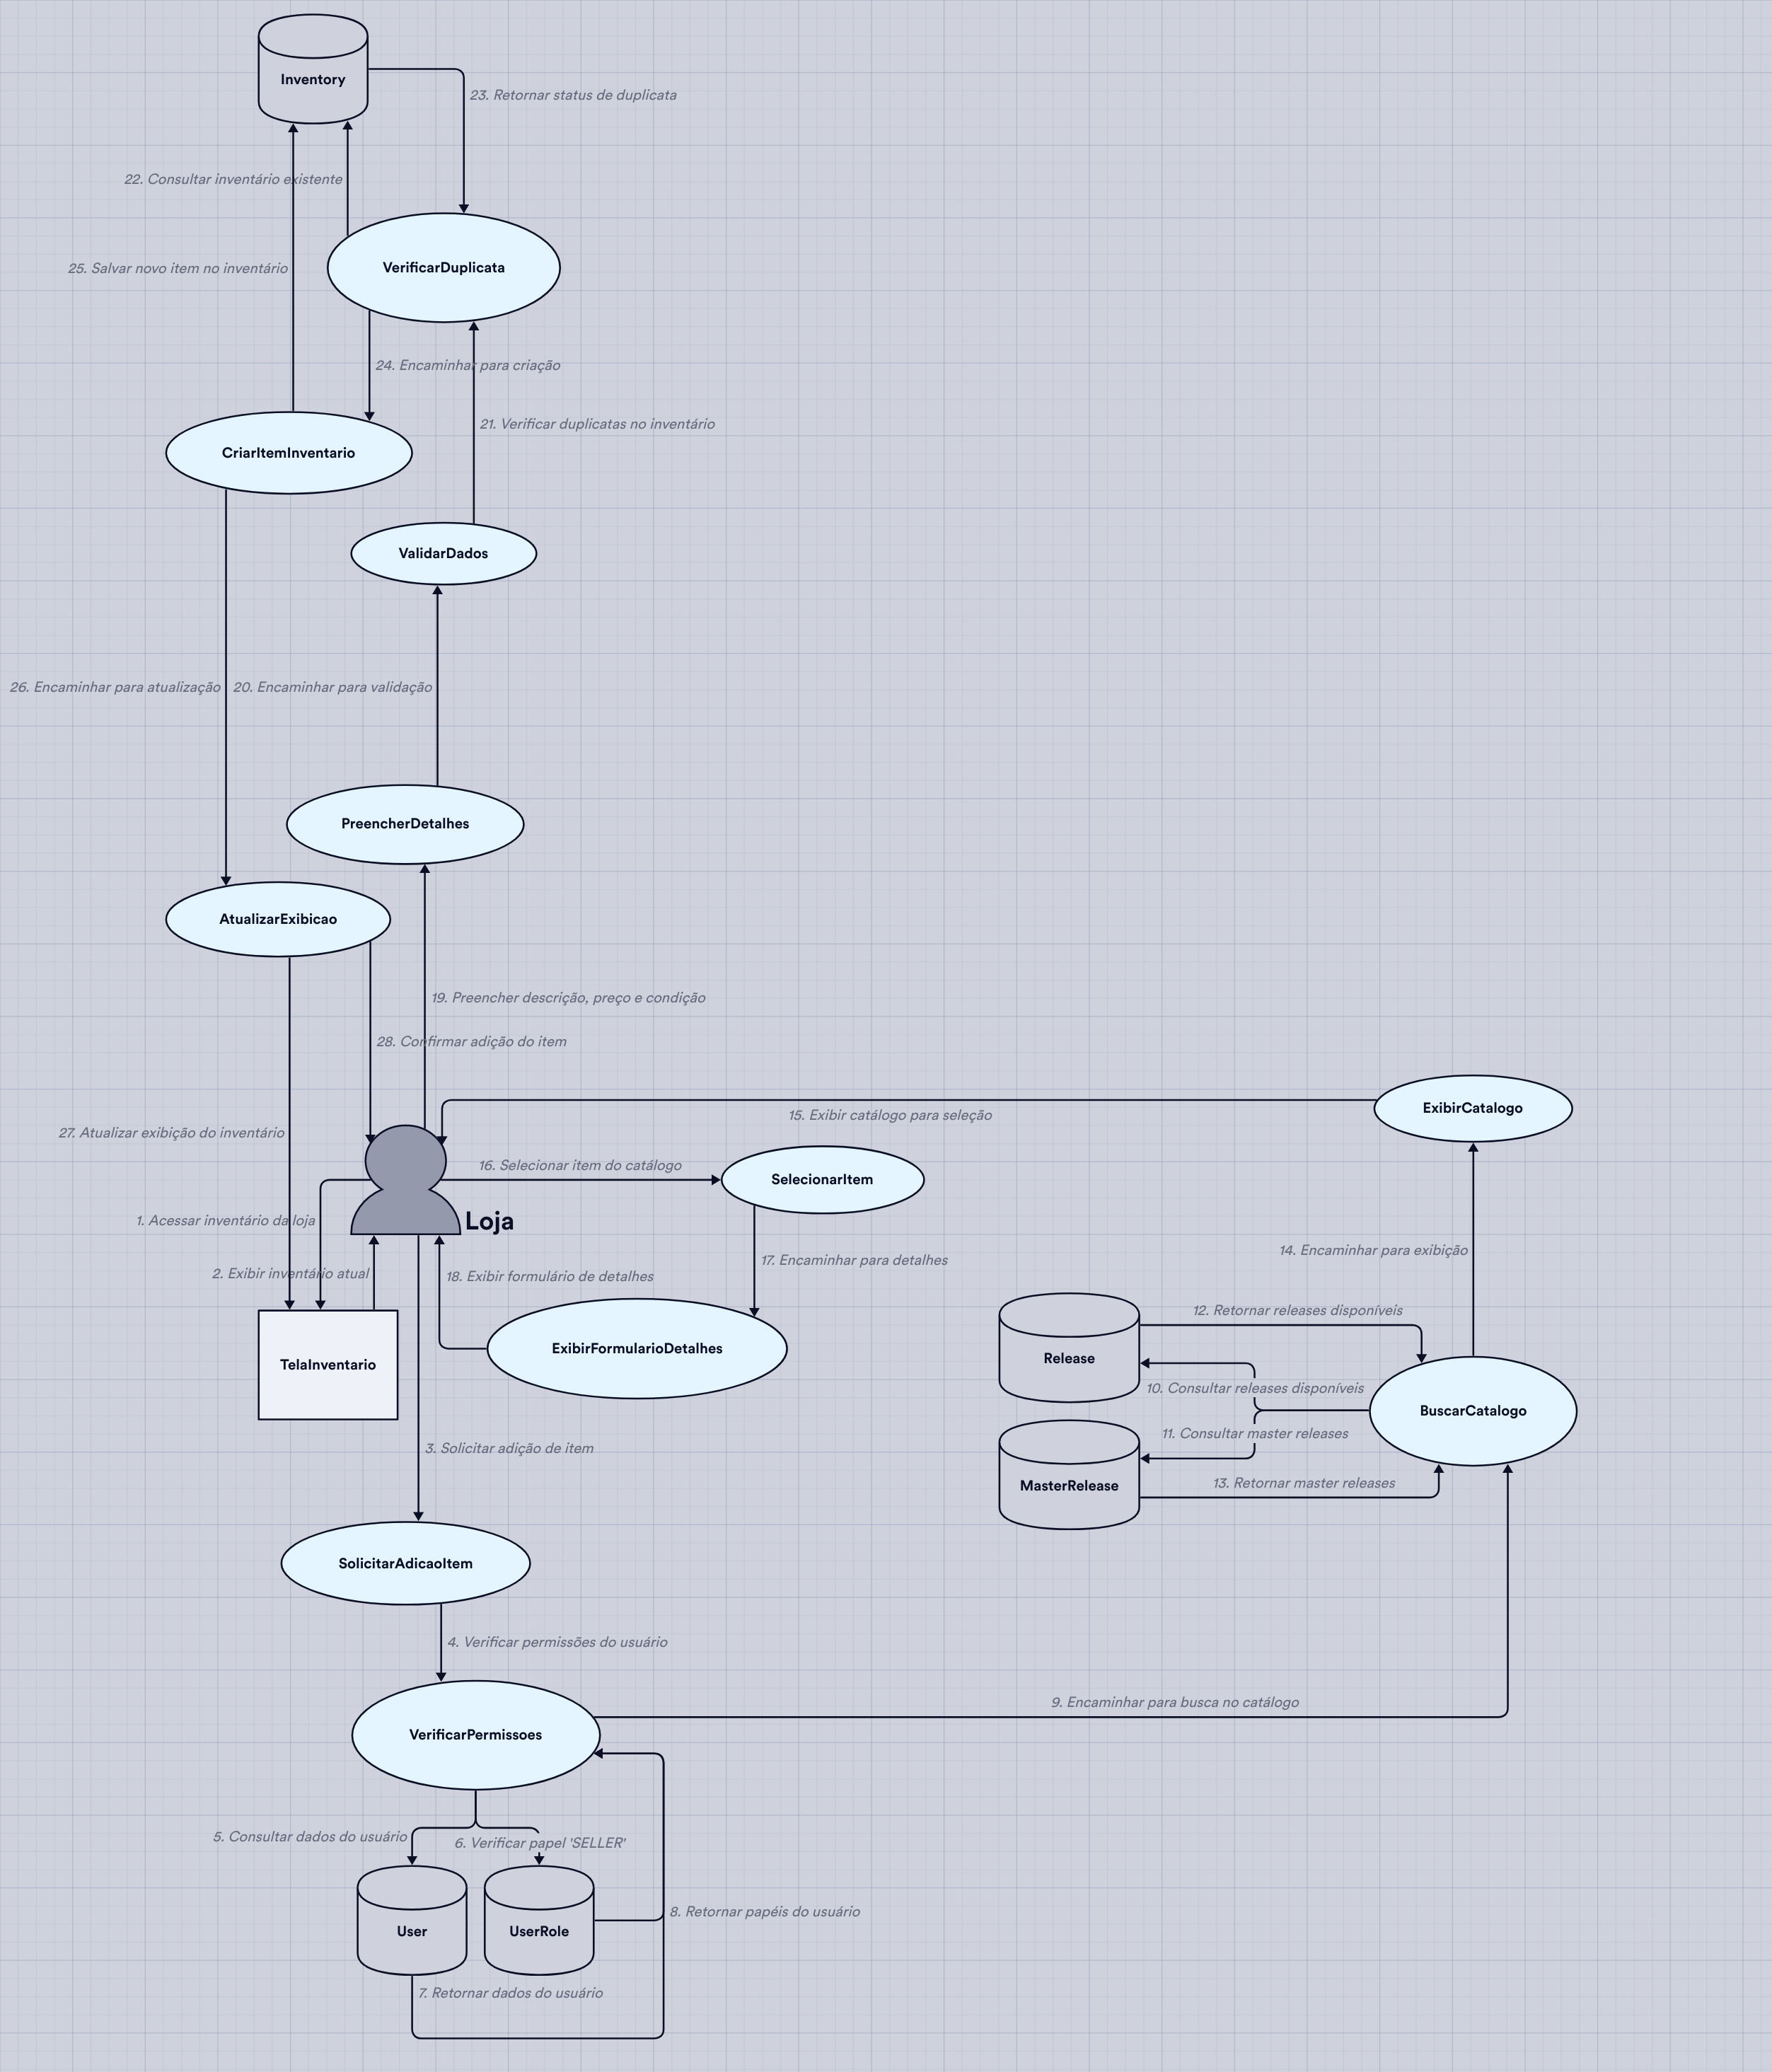 Inventory
23. Retornar status de duplicata
22. Consultar inventário existente
25. Salvar novo item no inventário
VerificarDuplicata
24. Encaminhar para criação
21. Verificar duplicatas no inventário
CriarItemInventario
ValidarDados
26. Encaminhar para atualização
20. Encaminhar para validação
PreencherDetalhes
AtualizarExibicao
19. Preencher descrição, preço e condição
28. Confirmar adição do item
15. Exibir catálogo para seleção
ExibirCatalogo
27. Atualizar exibição do inventário
16. Selecionar item do catálogo
SelecionarItem
1. Acessar inventário da loja
Loja
14. Encaminhar para exibição
17. Encaminhar para detalhes
2. Exibir inventário atual
18. Exibir formulário de detalhes
12. Retornar releases disponíveis
TelaInventario
ExibirFormularioDetalhes
Release
10. Consultar releases disponíveis
BuscarCatalogo
11. Consultar master releases
3. Solicitar adição de item
MasterRelease
13. Retornar master releases
SolicitarAdicaoItem
4. Verificar permissões do usuário
9. Encaminhar para busca no catálogo
VerificarPermissoes
5. Consultar dados do usuário
6. Verificar papel 'SELLER'
8. Retornar papéis do usuário
User
UserRole
7. Retornar dados do usuário